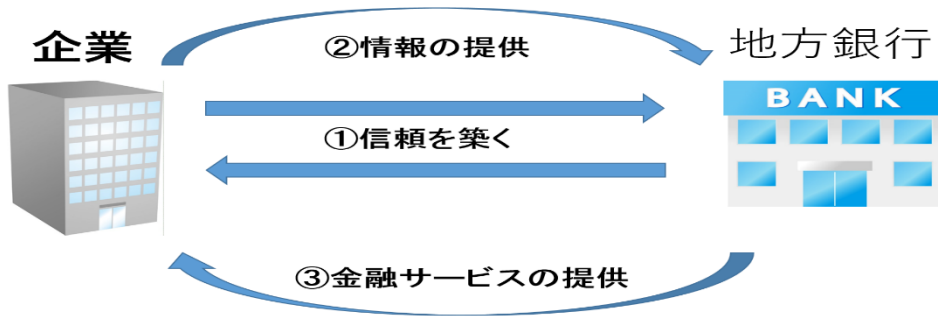 企業
②情報の提供
地方銀行
BANK
①信頼を築く
③金融サービスの提供